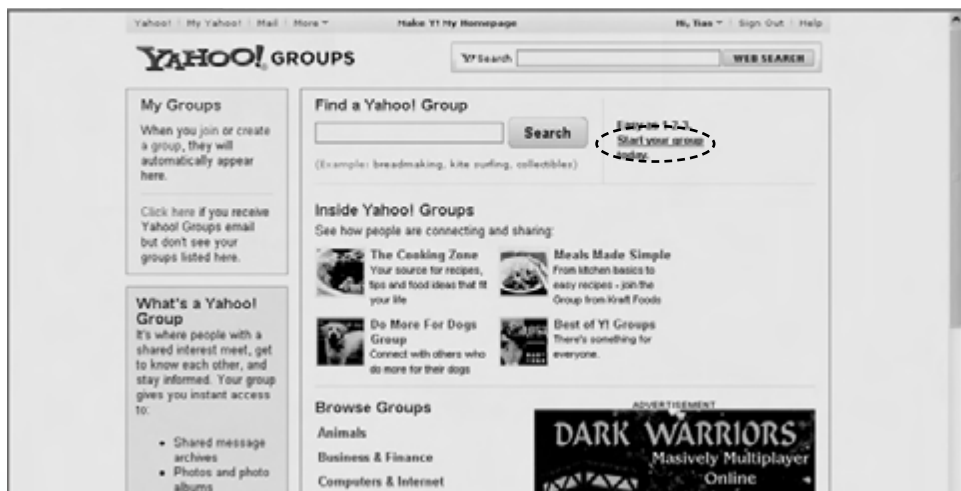 Yahoo! My Yahoo! Mail More Make Y! My Homepage Hi, Tian Sign Out Help
YAHOO! GROUPS
Y! Search WEB SEARCH
My Groups
When you join or create
a group, they will
automatically appear
here.
Click here if you receive
Yahoo! Groups email
but don't see your
groups listed here.
What's a Yahoo!
Group
It's where people with a
shared interest meet, get
to know each other, and
stay informed. Your group
gives you instant access
to:
• Shared message
archives
• Photos and photo
albums
Find a Yahoo! Group
Search
(Example: breadmaking, kite surfing, collectibles)
Easy as 1-2-3.
Start your group
today.
Inside Yahoo! Groups
See how people are connecting and sharing:
The Cooking Zone
Your source for recipes,
tips and food ideas that fit
your life
Meals Made Simple
From kitchen basics to
easy recipes - join the
Group from Kraft Foods
Do More For Dogs
Group
Connect with others who
do more for their dogs
Best of Y! Groups
There's something for
everyone.
Browse Groups
Animals
Business & Finance
Computers & Internet
ADVERTISEMENT
DARK WARRIORS
Masively Multiplayer
Online